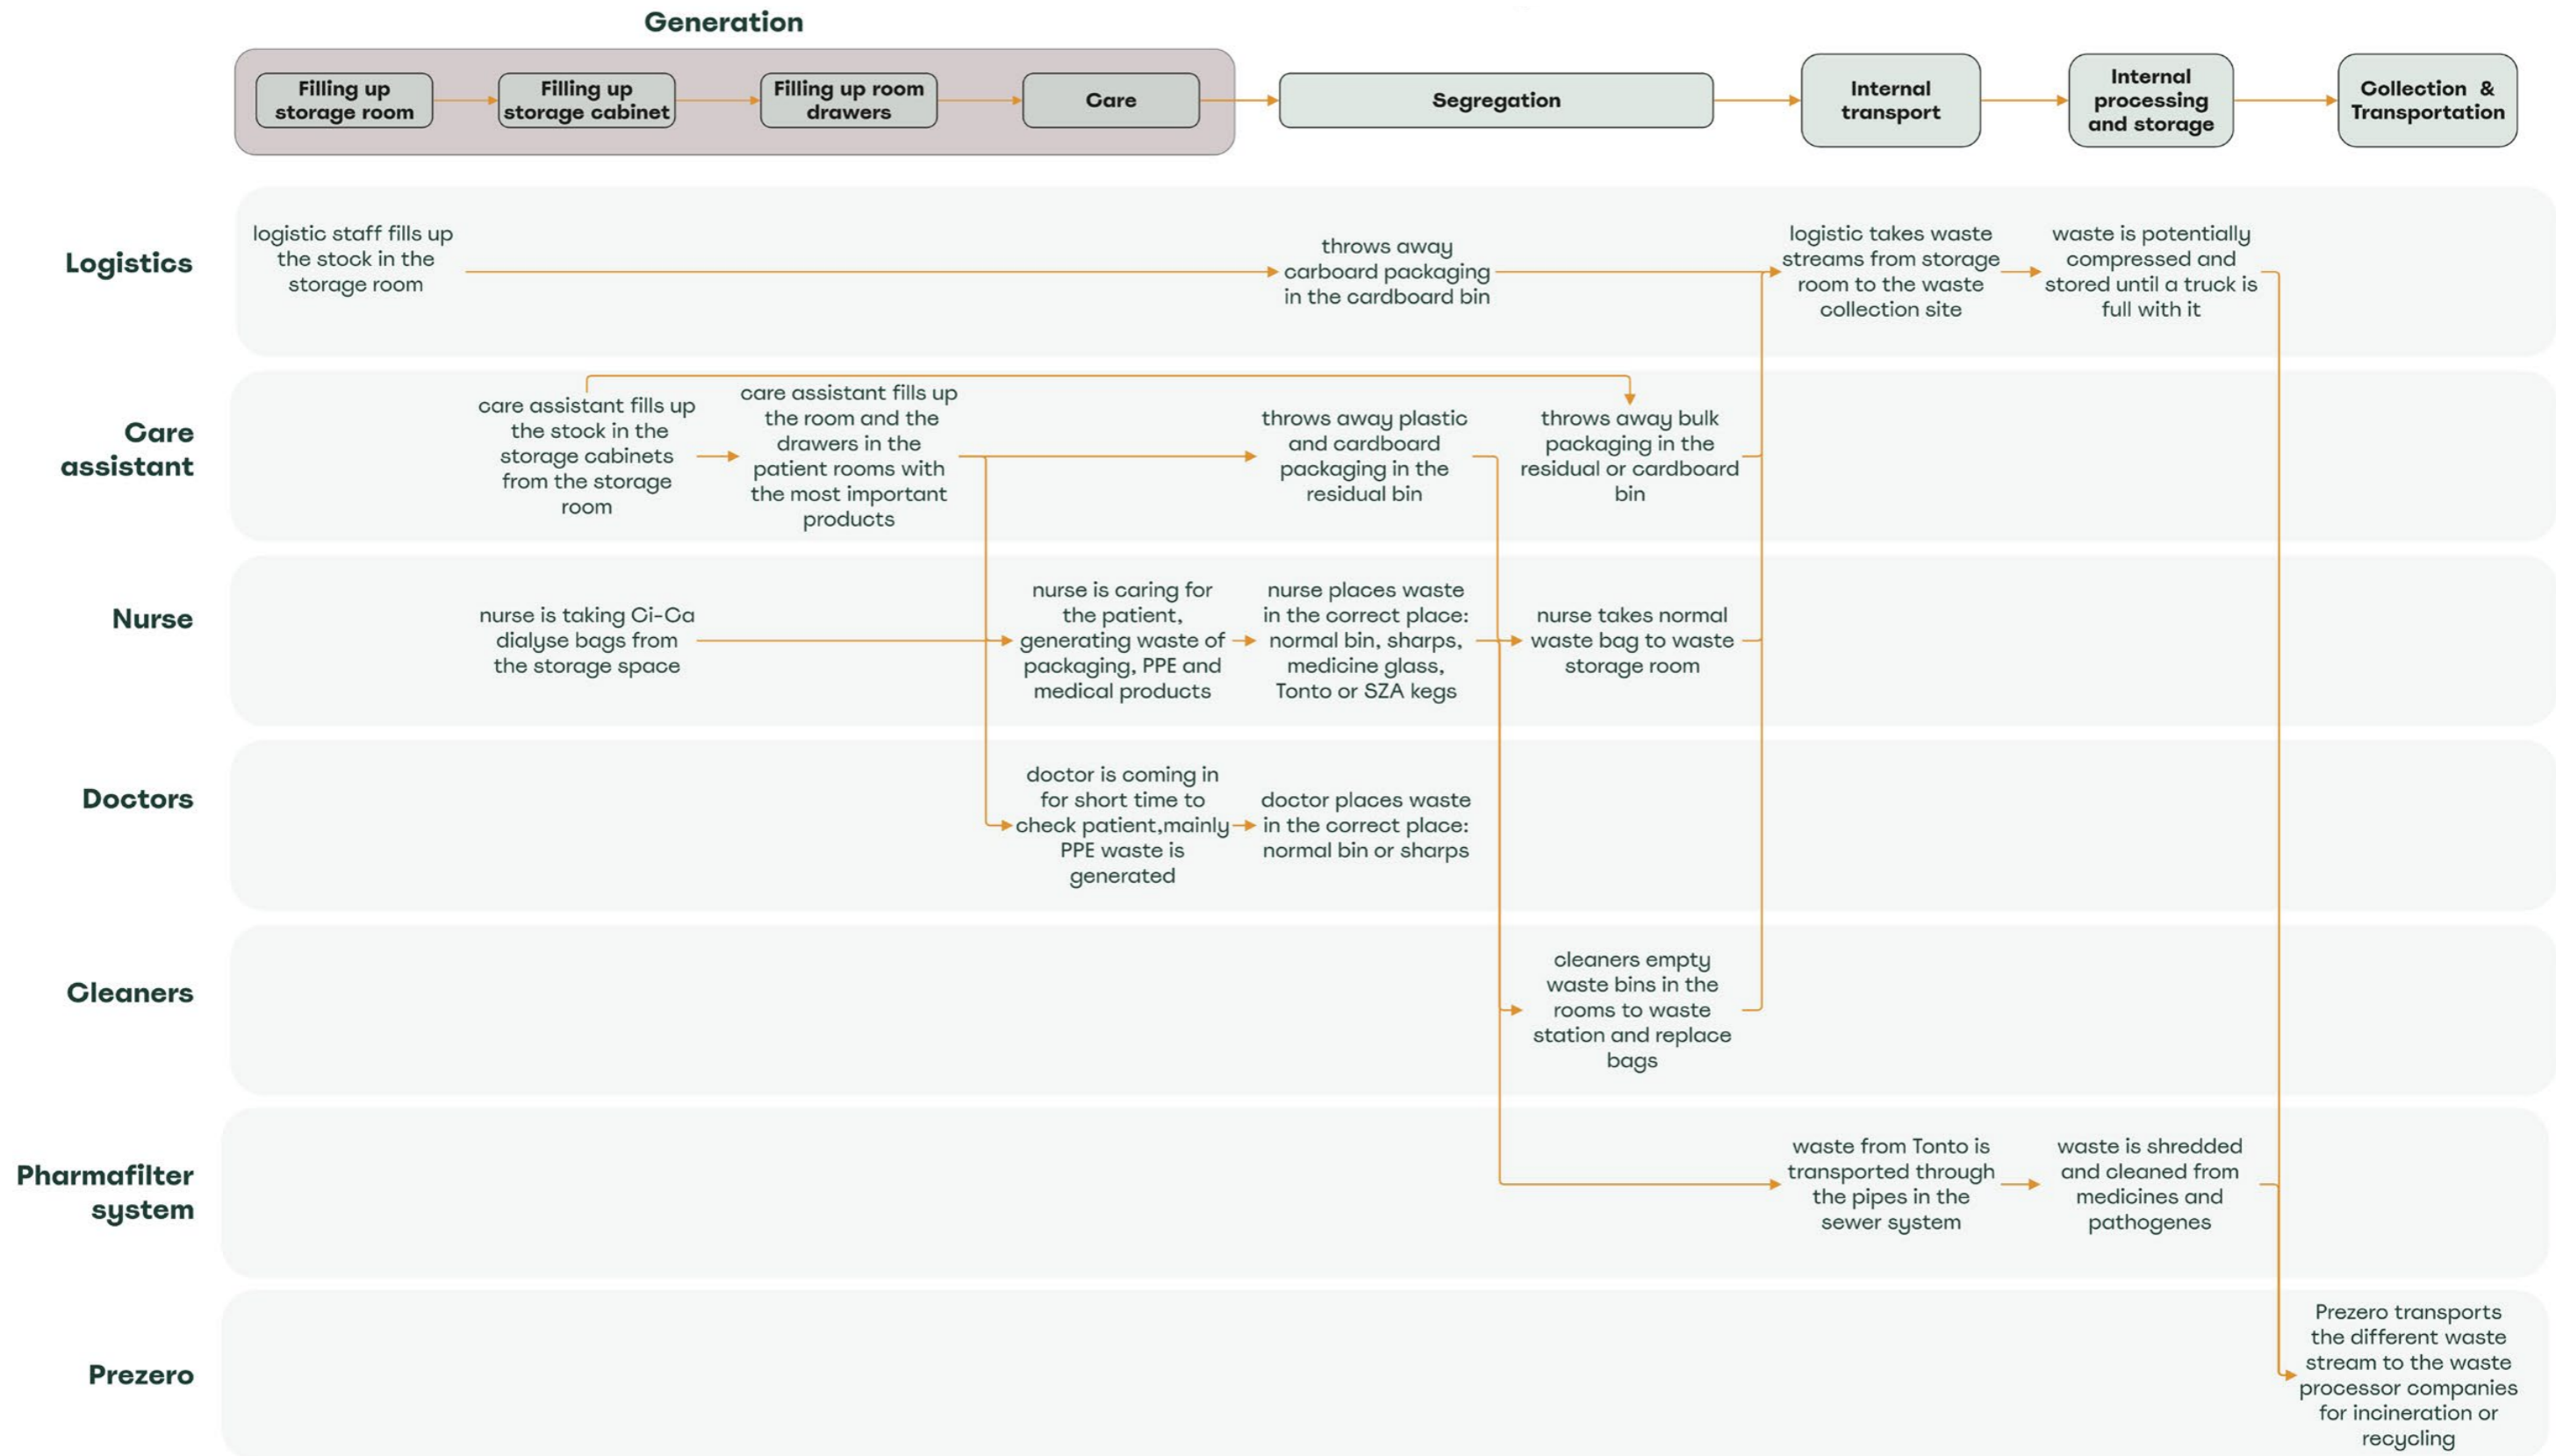 Generation
Filling up
storage room
Filling up
storage cabinet
Filling up room
drawers
Care
Segregation
Internal
transport
Internal
processing
and storage
Collection &
Transportation
Logistics
logistic staff fills up
the stock in the
storage room
throws away
carboard packaging
in the cardboard bin
logistic takes waste
streams from storage
room to the waste
collection site
waste is potentially
compressed and
stored until a truck is
full with it
Care
assistant
care assistant fills up
the stock in the
storage cabinets
from the storage
room
care assistant fills up
the room and the
drawers in the
patient rooms with
the most important
products
throws away plastic
and cardboard
packaging in the
residual bin
throws away bulk
packaging in the
residual or cardboard
bin
Nurse
nurse is taking Ci-Ca
dialyse bags from
the storage space
nurse is caring for
the patient,
generating waste of
packaging, PPE and
medical products
nurse places waste
in the correct place:
normal bin, sharps,
medicine glass,
Tonto or SZA kegs
nurse takes normal
waste bag to waste
storage room
Doctors
doctor is coming in
for short time to
check patient,mainly
PPE waste is
generated
doctor places waste
in the correct place:
normal bin or sharps
Cleaners
cleaners empty
waste bins in the
rooms to waste
station and replace
bags
Pharmafilter
system
waste from Tonto is
transported through
the pipes in the
sewer system
waste is shredded
and cleaned from
medicines and
pathogenes
Prezero
Prezero transports
the different waste
stream to the waste
processor companies
for incineration or
recycling